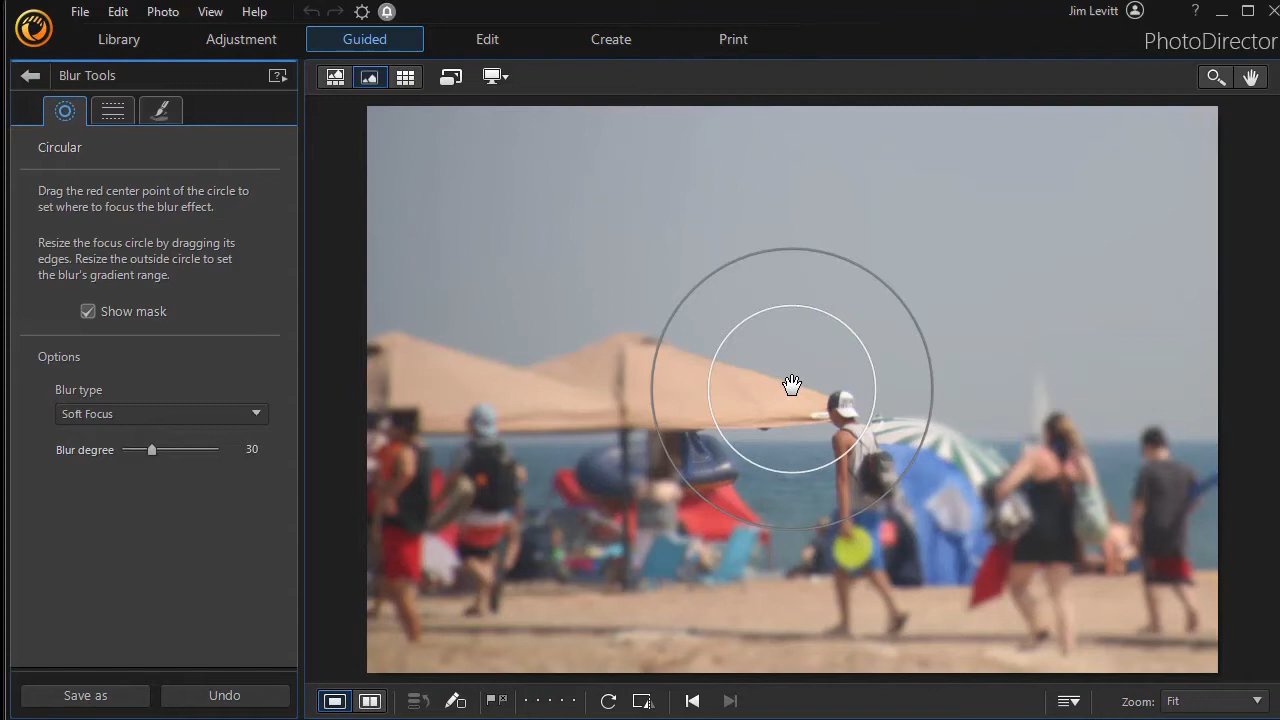 File Edit Photo View Help
Jim Levitt
?
Library Adjustment Guided Edit Create Print
PhotoDirector
Blur Tools
Circular
Drag the red center point of the circle to
set where to focus the blur effect.
Resize the focus circle by dragging its
edges. Resize the outside circle to set
the blur's gradient range.
Show mask
Options
Blur type
Soft Focus
Blur degree 30
Save as Undo
Zoom: Fit